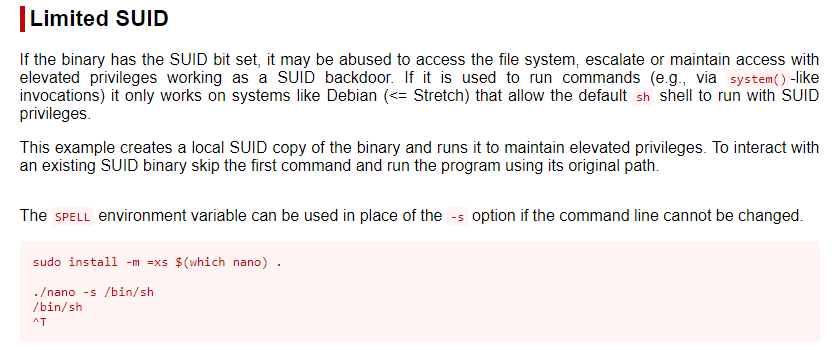 Limited SUID
If the binary has the SUID bit set, it may be abused to access the file system, escalate or maintain access with
elevated privileges working as a SUID backdoor. If it is used to run commands (e.g., via system() -like
invocations) it only works on systems like Debian (<= Stretch) that allow the default sh shell to run with SUID
privileges.
This example creates a local SUID copy of the binary and runs it to maintain elevated privileges. To interact with
an existing SUID binary skip the first command and run the program using its original path.
The SPELL environment variable can be used in place of the -s option if the command line cannot be changed.
sudo install -m =xs $(which nano) .
./nano -s /bin/sh
/bin/sh
^T